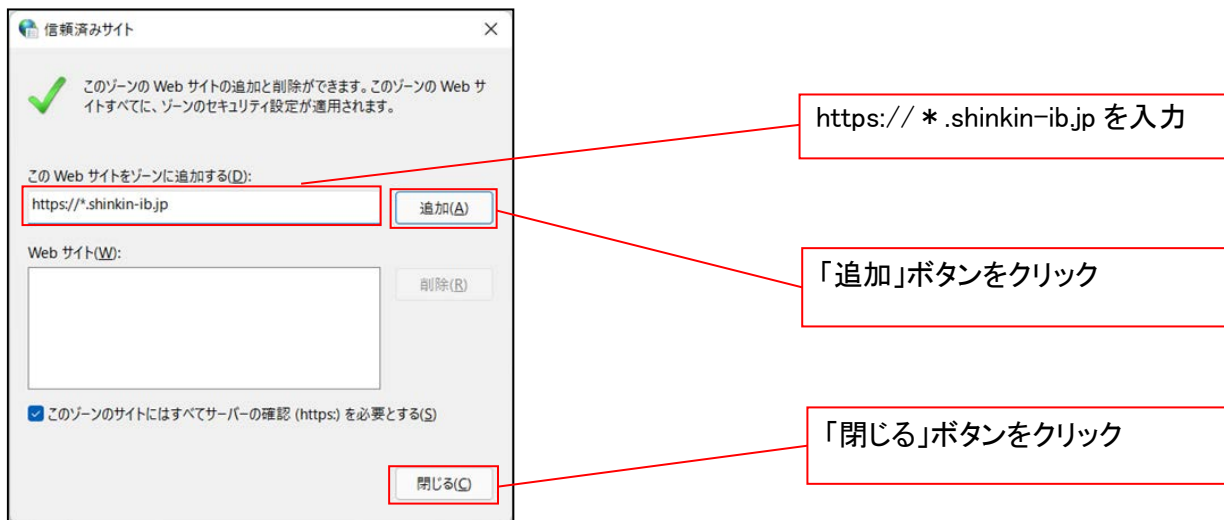 信頼済みサイト
このゾーンの Web サイトの追加と削除ができます。このゾーンの Web サ
イトすべてに、ゾーンのセキュリティ設定が適用されます。
https://＊.shinkin-ib.jp を入力
この Web サイトをゾーンに追加する(D):
https://*.shinkin-ib.jp
追加(A)
Web サイト(W):
「追加」ボタンをクリック
削除(R)
このゾーンのサイトにはすべてサーバーの確認 (https:) を必要とする(S)
「閉じる」ボタンをクリック
閉じる(C)